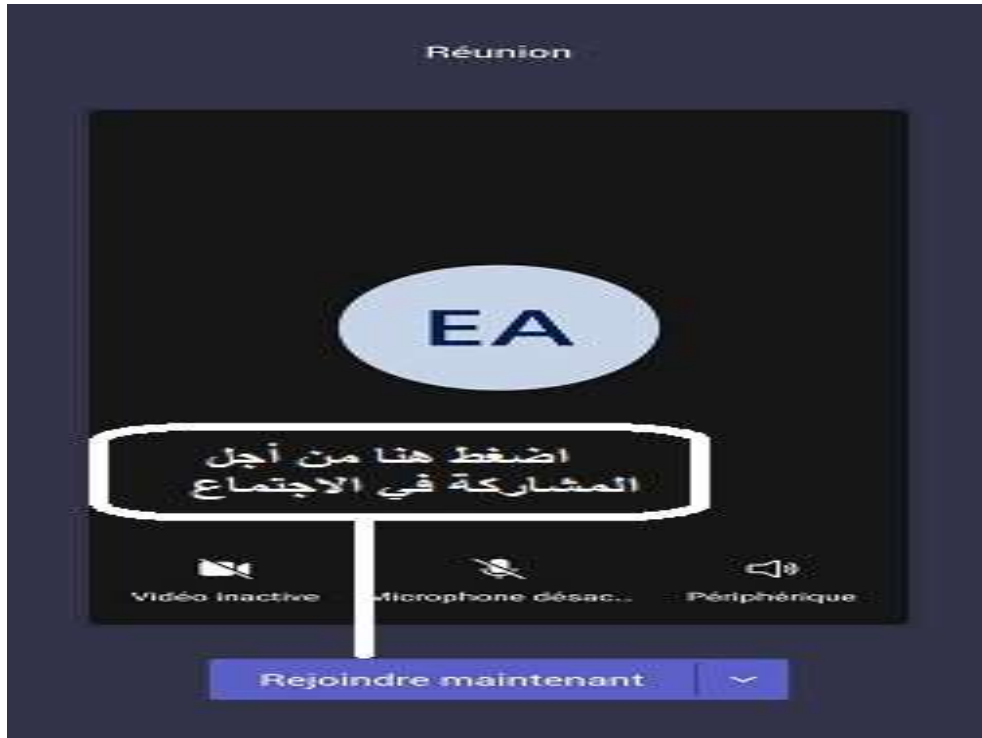 Réunion
EA
اضغط هنا من أجل
المشاركة في الاجتماع
Vidéo inactive
Microphone désac..
Périphérique
Rejoindre maintenant